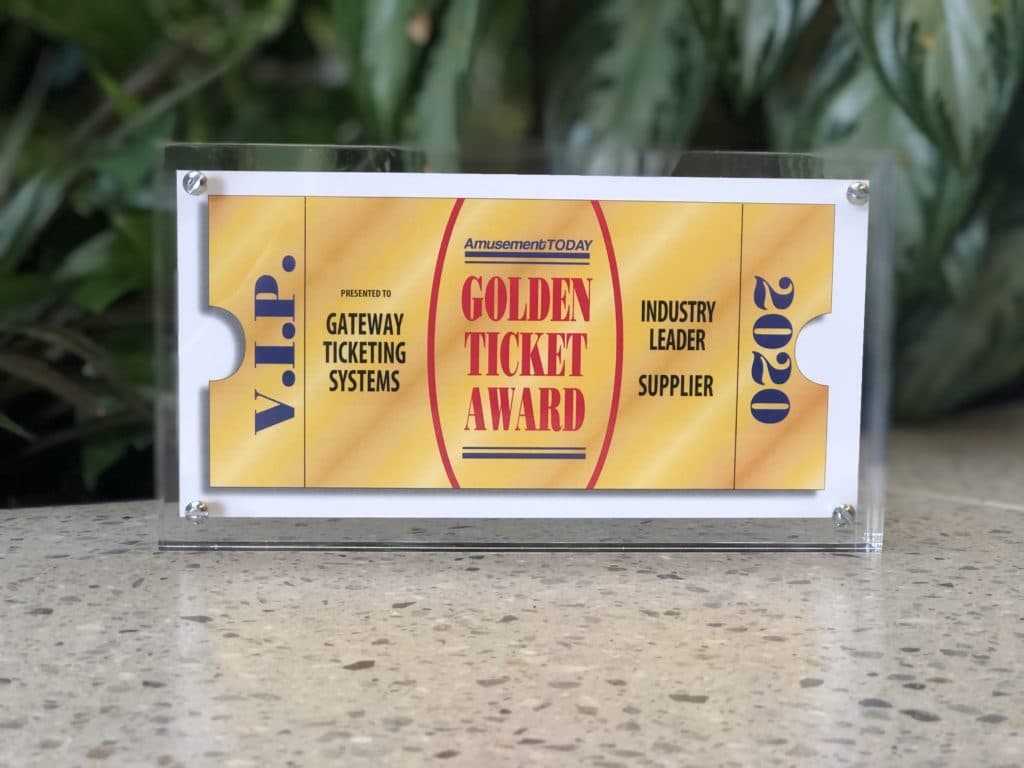 V.I.P.
PRESENTED TO
GATEWAY
TICKETING
SYSTEMS
AmusementTODAY
GOLDEN
TICKET
AWARD
INDUSTRY
LEADER
SUPPLIER
2020